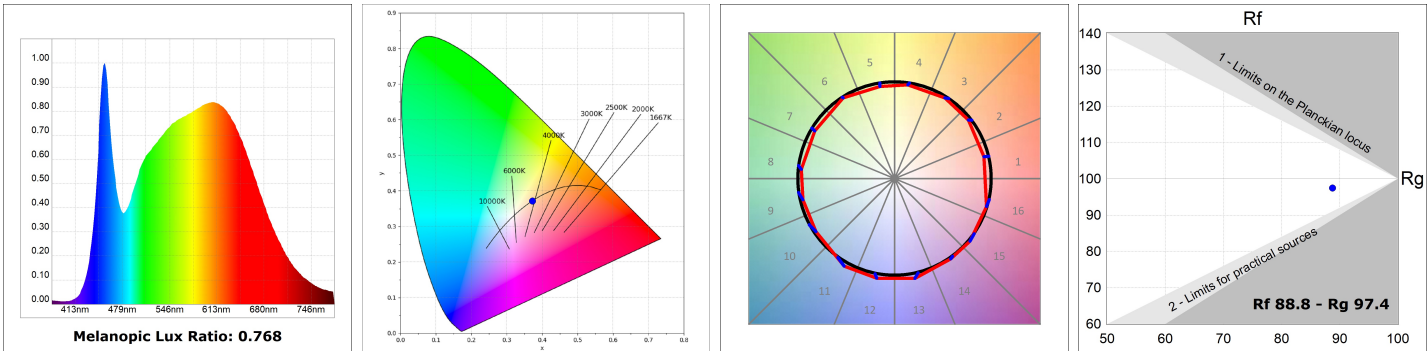 1.00
0.90
0.80
0.70
0.60
0.50
0.40
0.30
0.20
0.10
0.00
413nm 479nm 546nm 613nm 680nm 746nm
Melanopic Lux Ratio: 0.768
0.9
0.8
0.7
0.6
0.5
0.4
0.3
0.2
0.1
0.0
y
0.0 0.1 0.2 0.3 0.4 0.5 0.6 0.7 0.8
x
10000K
6000K
4000K
3000K
2500K
2000K
1667K
1
2
3
4
5
6
7
8
9
10
11
12
13
14
15
16
Rf
140
130
120
110
100
90
80
70
60
Rg
1 - Limits on the Planckian locus
2 - Limits for practical sources
Rf 88.8 - Rg 97.4
50 60 70 80 90 100